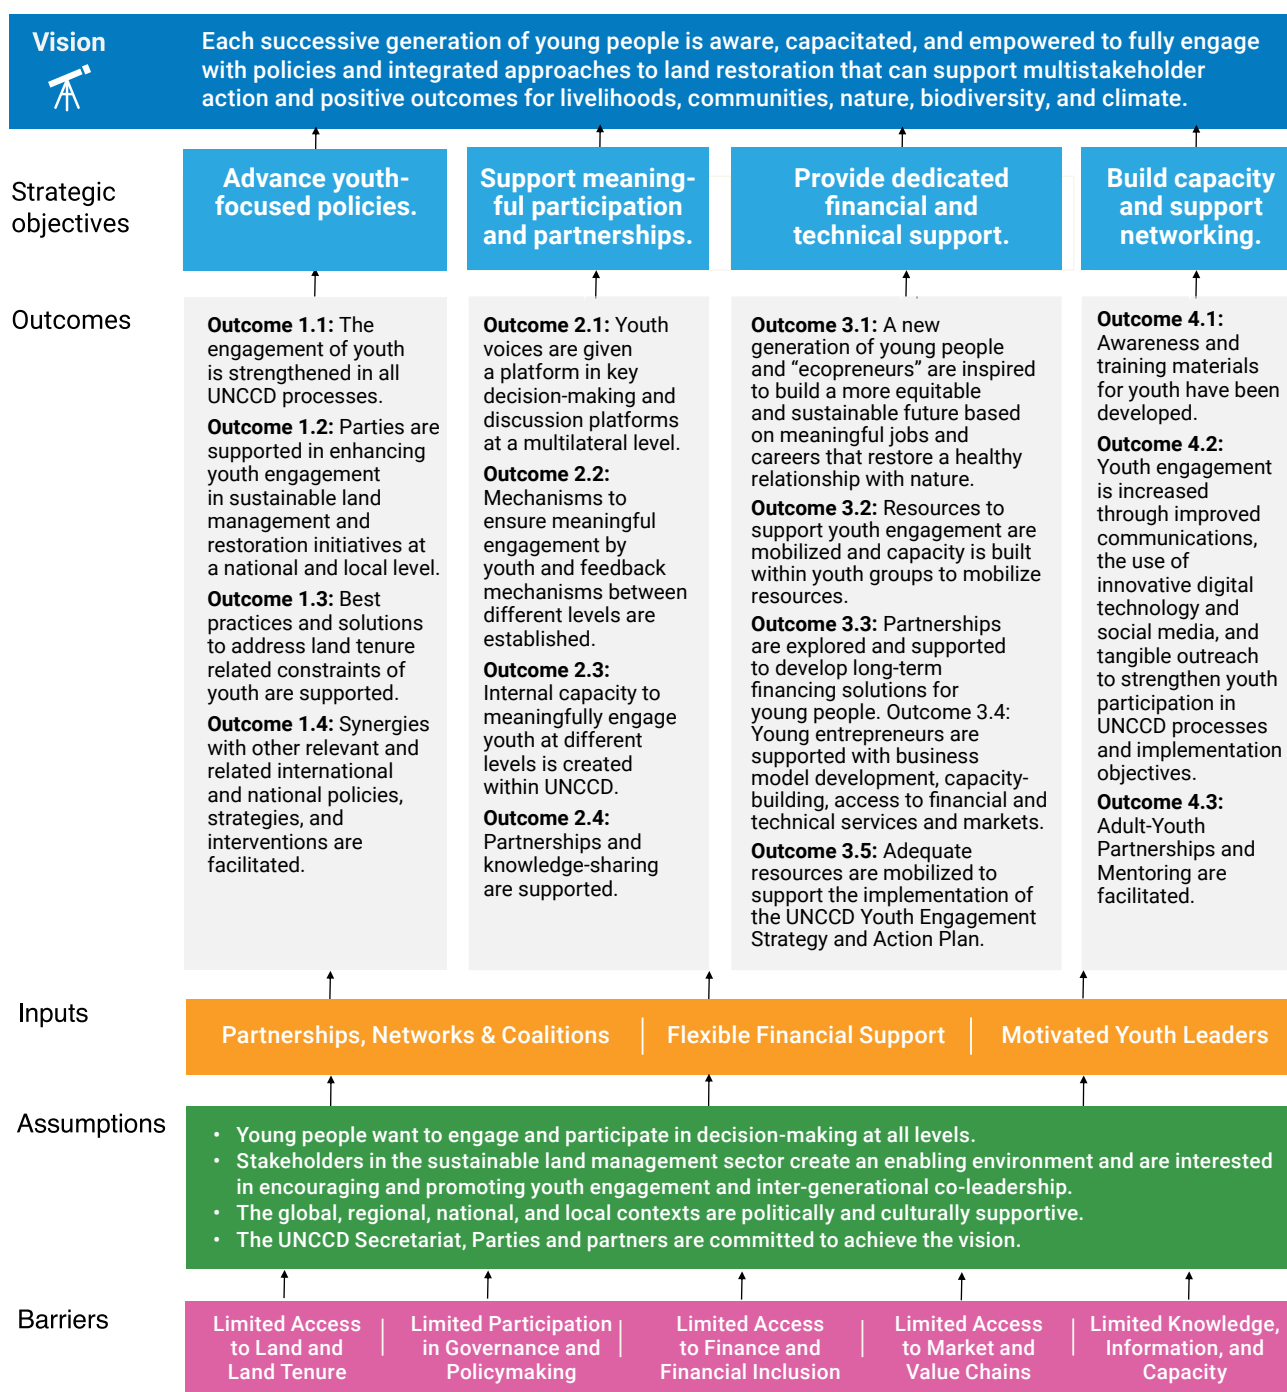 Vision
Each successive generation of young people is aware, capacitated, and empowered to fully engage
with policies and integrated approaches to land restoration that can support multistakeholder
action and positive outcomes for livelihoods, communities, nature, biodiversity, and climate.
Strategic
objectives
Advance youth-
focused policies.
Support meaning-
ful participation
and partnerships.
Provide dedicated
financial and
technical support.
Build capacity
and support
networking.
Outcomes
Outcome 1.1: The
engagement of youth
is strengthened in all
UNCCD processes.
Outcome 1.2: Parties are
supported in enhancing
youth engagement
in sustainable land
management and
restoration initiatives at
a national and local level.
Outcome 1.3: Best
practices and solutions
to address land tenure
related constraints of
youth are supported.
Outcome 1.4: Synergies
with other relevant and
related international
and national policies,
strategies, and
interventions are
facilitated.
Outcome 2.1: Youth
voices are given
a platform in key
decision-making and
discussion platforms
at a multilateral level.
Outcome 2.2:
Mechanisms to
ensure meaningful
engagement by
youth and feedback
mechanisms between
different levels are
established.
Outcome 2.3:
Internal capacity to
meaningfully engage
youth at different
levels is created
within UNCCD.
Outcome 2.4:
Partnerships and
knowledge-sharing
are supported.
Outcome 3.1: A new
generation of young people
and “ecopreneurs” are inspired
to build a more equitable
and sustainable future based
on meaningful jobs and
careers that restore a healthy
relationship with nature.
Outcome 3.2: Resources to
support youth engagement are
mobilized and capacity is built
within youth groups to mobilize
resources.
Outcome 3.3: Partnerships
are explored and supported
to develop long-term
financing solutions for
young people. Outcome 3.4:
Young entrepreneurs are
supported with business
model development, capacity-
building, access to financial and
technical services and markets.
Outcome 3.5: Adequate
resources are mobilized to
support the implementation of
the UNCCD Youth Engagement
Strategy and Action Plan.
Outcome 4.1:
Awareness and
training materials
for youth have been
developed.
Outcome 4.2:
Youth engagement
is increased
through improved
communications,
the use of
innovative digital
technology and
social media, and
tangible outreach
to strengthen youth
participation in
UNCCD processes
and implementation
objectives.
Outcome 4.3:
Adult-Youth
Partnerships and
Mentoring are
facilitated.
Inputs
Partnerships, Networks & Coalitions
Flexible Financial Support
Motivated Youth Leaders
Assumptions
• Young people want to engage and participate in decision-making at all levels.
• Stakeholders in the sustainable land management sector create an enabling environment and are interested
in encouraging and promoting youth engagement and inter-generational co-leadership.
• The global, regional, national, and local contexts are politically and culturally supportive.
• The UNCCD Secretariat, Parties and partners are committed to achieve the vision.
Barriers
Limited Access
to Land and
Land Tenure
Limited Participation
in Governance and
Policymaking
Limited Access
to Finance and
Financial Inclusion
Limited Access
to Market and
Value Chains
Limited Knowledge,
Information, and
Capacity